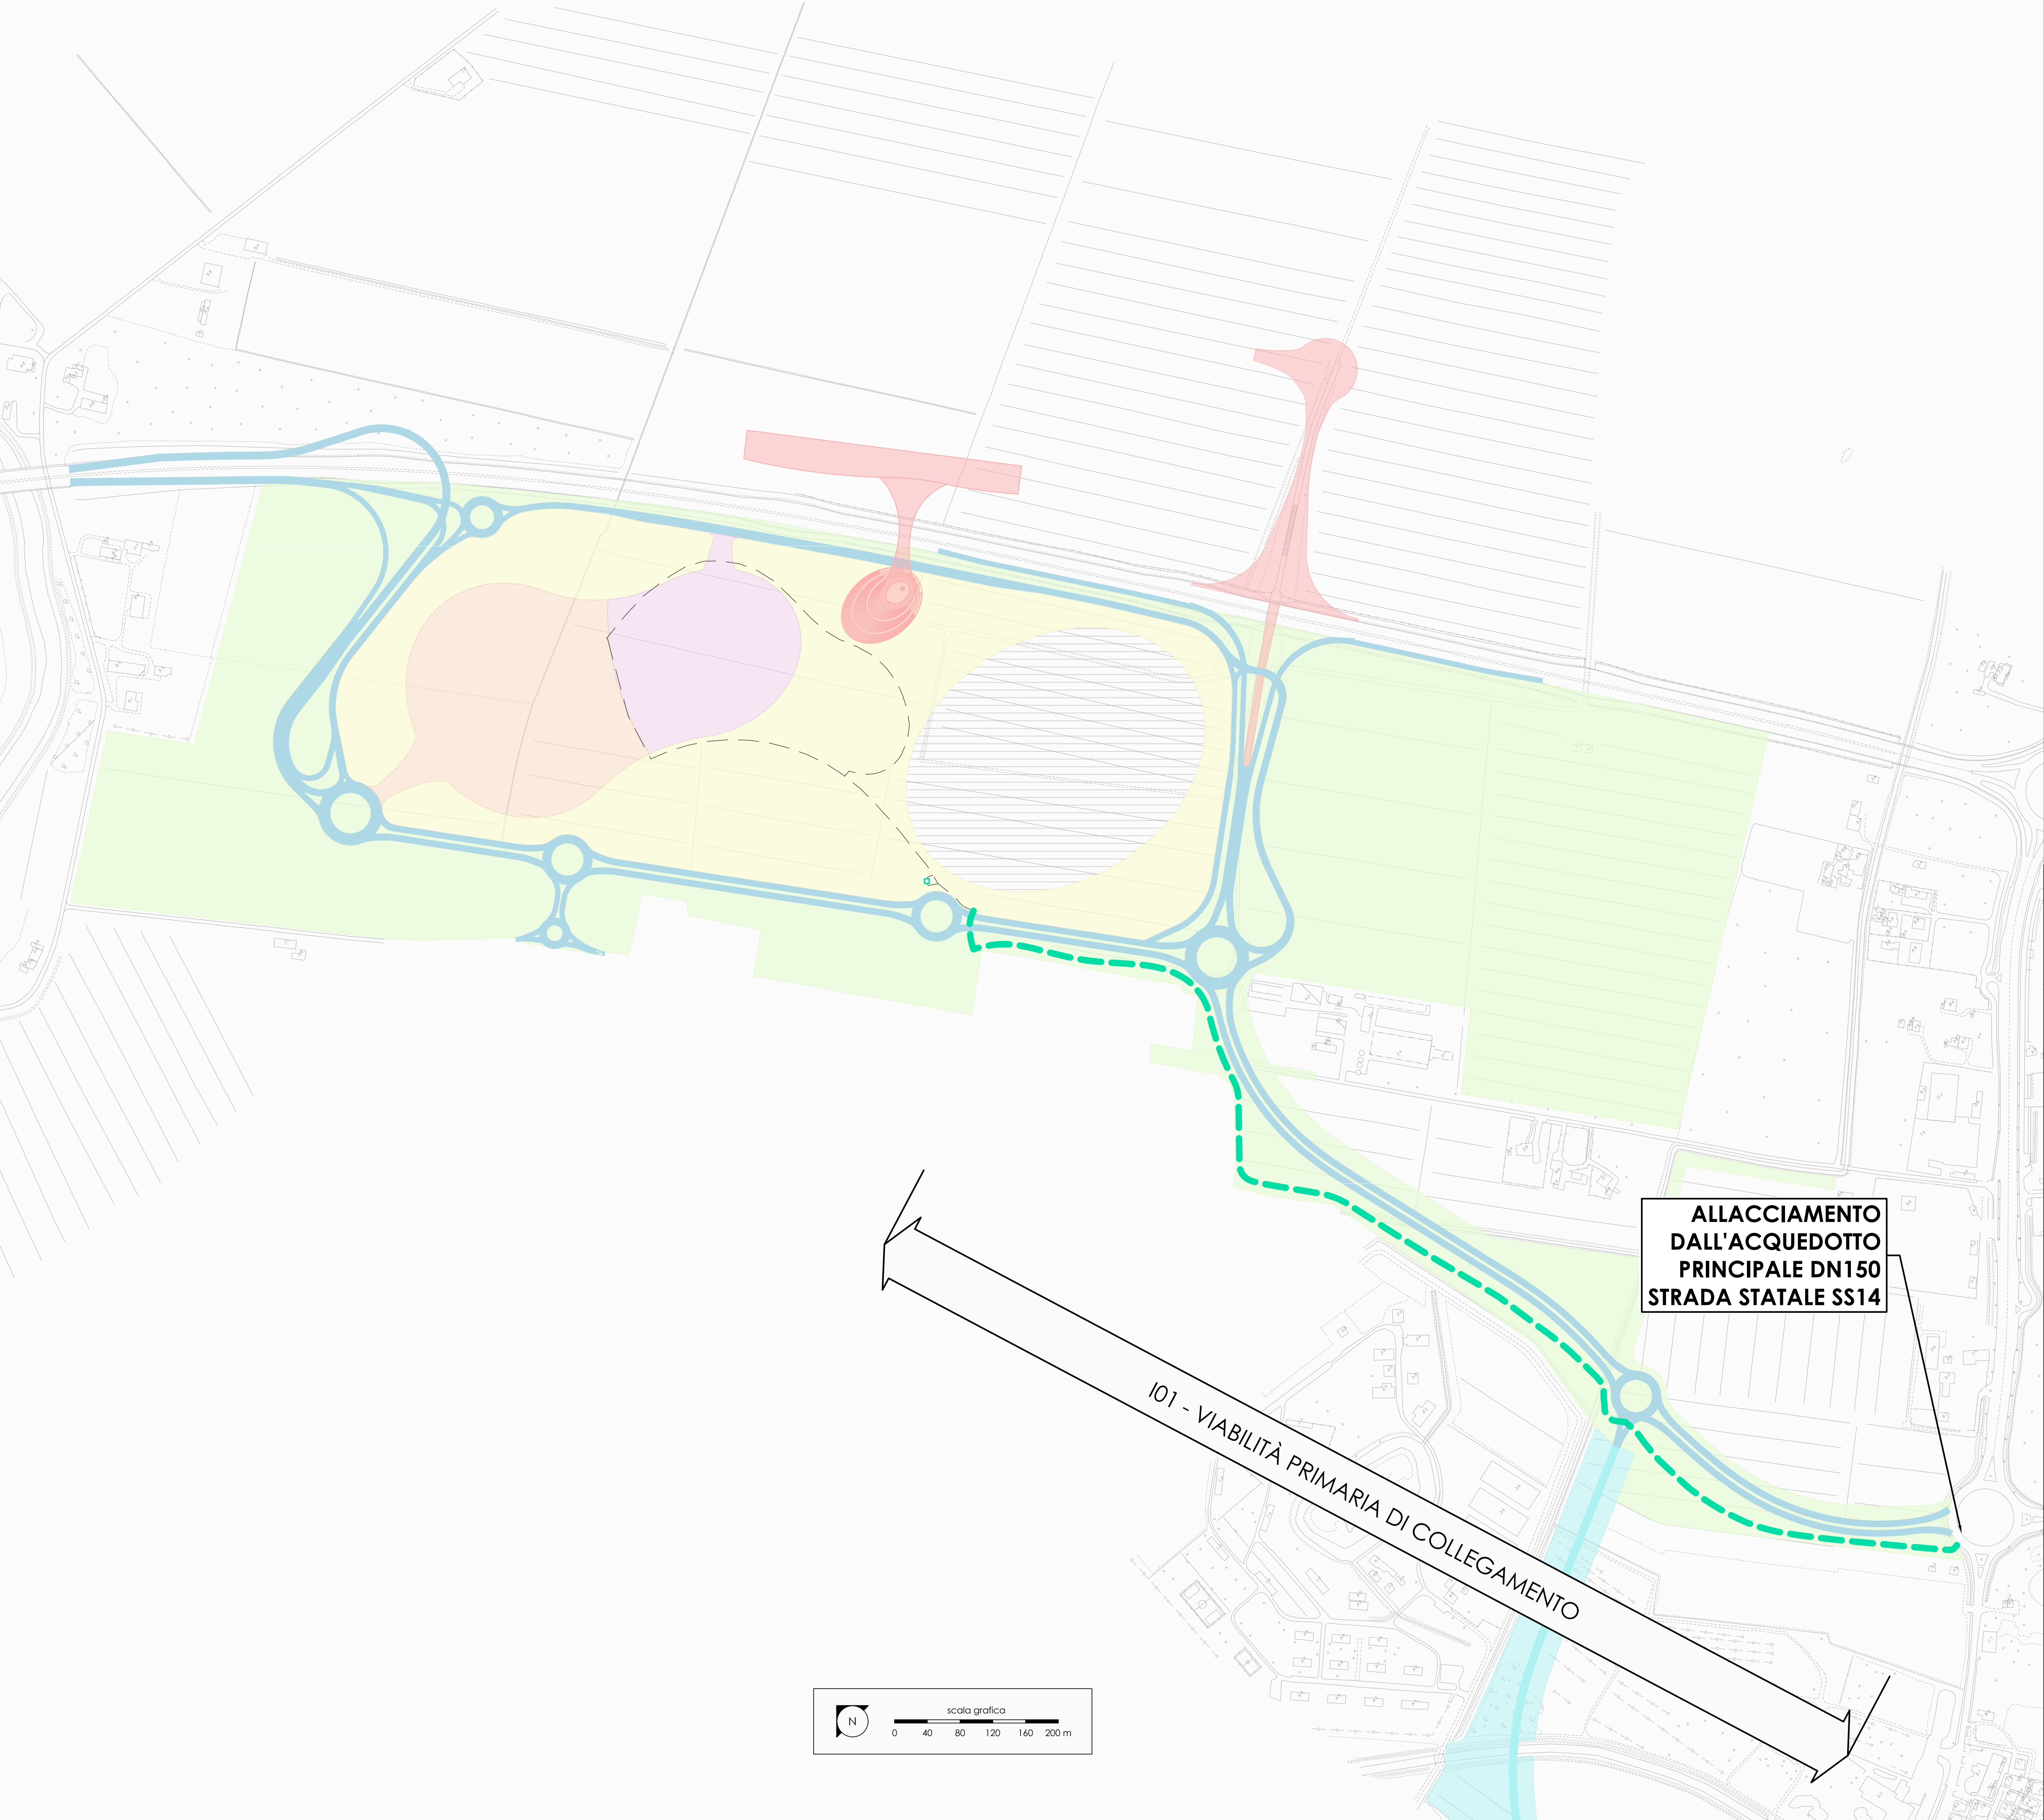 ALLACCIAMENTO
DALL'ACQUEDOTTO
PRINCIPALE DN150
STRADA STATALE SS14
I01 - VIABILITÀ PRIMARIA DI COLLEGAMENTO
N
scala grafica
0 40 80 120 160 200 m